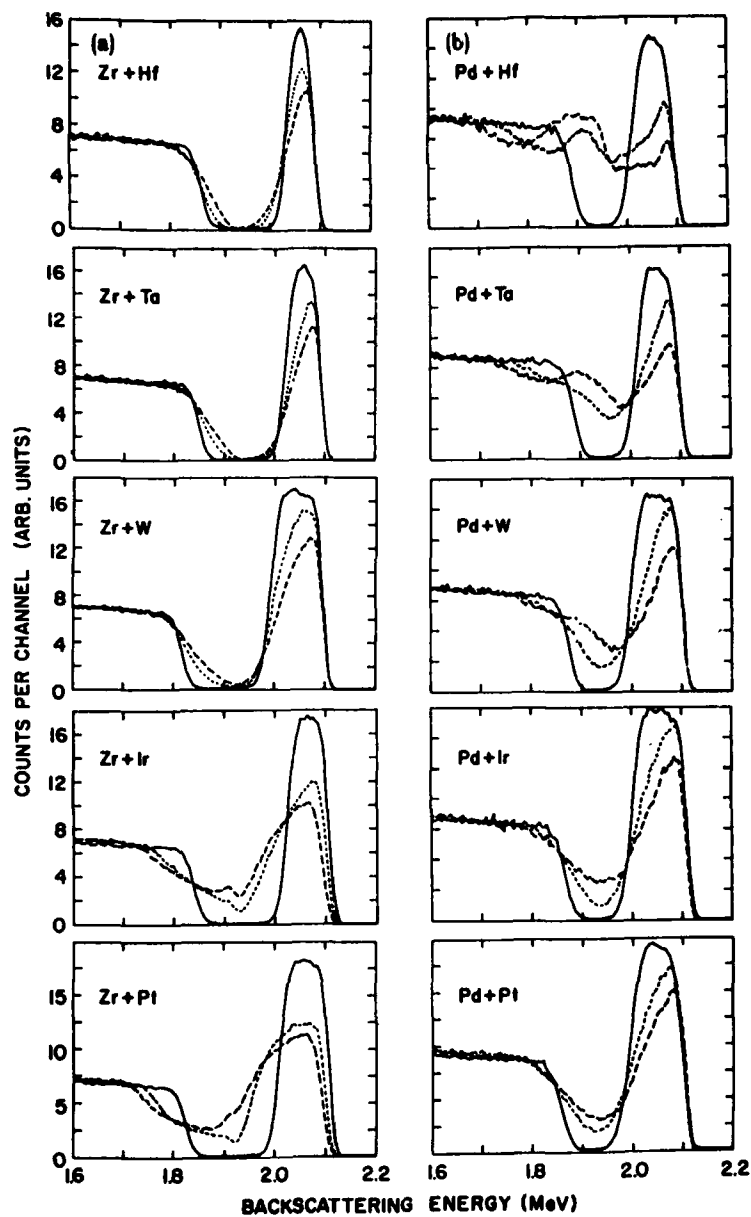 (a)
(b)
Zr+Hf
Pd+Hf
16
12
8
4
0
Zr+Ta
Pd+Ta
16
12
8
4
0
Zr+W
Pd+W
16
12
8
4
0
Zr+Ir
Pd+Ir
16
12
8
4
0
Zr+Pt
Pd+Pt
15
10
5
0
1.6
1.8
2.0
2.2
1.6
1.8
2.0
2.2
COUNTS PER CHANNEL (ARB. UNITS)
BACKSCATTERING ENERGY (MeV)